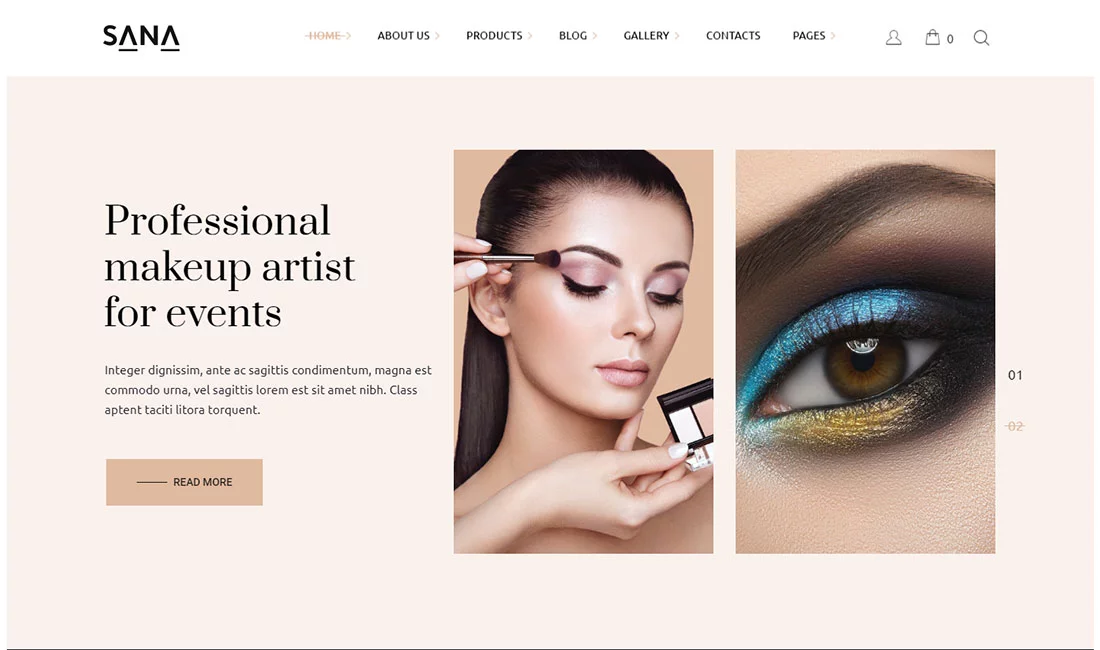 SANA
HOME ABOUT US PRODUCTS BLOG GALLERY CONTACTS PAGES 0
Professional
makeup artist
for events
Integer dignissim, ante ac sagittis condimentum, magna est
commodo urna, vel sagittis lorem est sit amet nibh. Class
aptent taciti litora torquent.
READ MORE
01
02